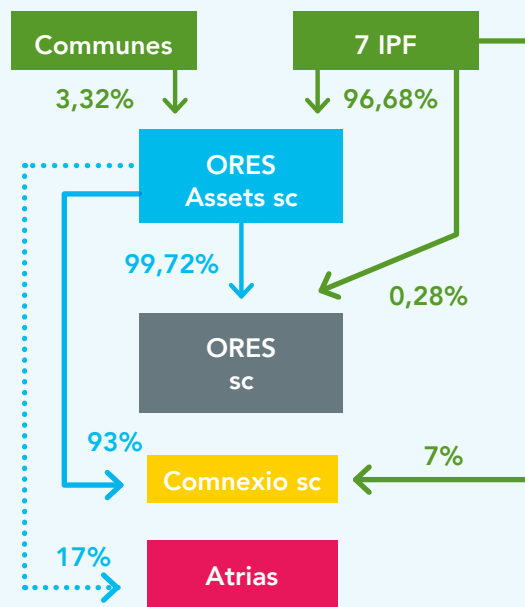 Communes
7 IPF
3,32%
96,68%
ORES
Assets sc
99,72%
0,28%
ORES
sc
93%
7%
Comnexio sc
17%
Atrias